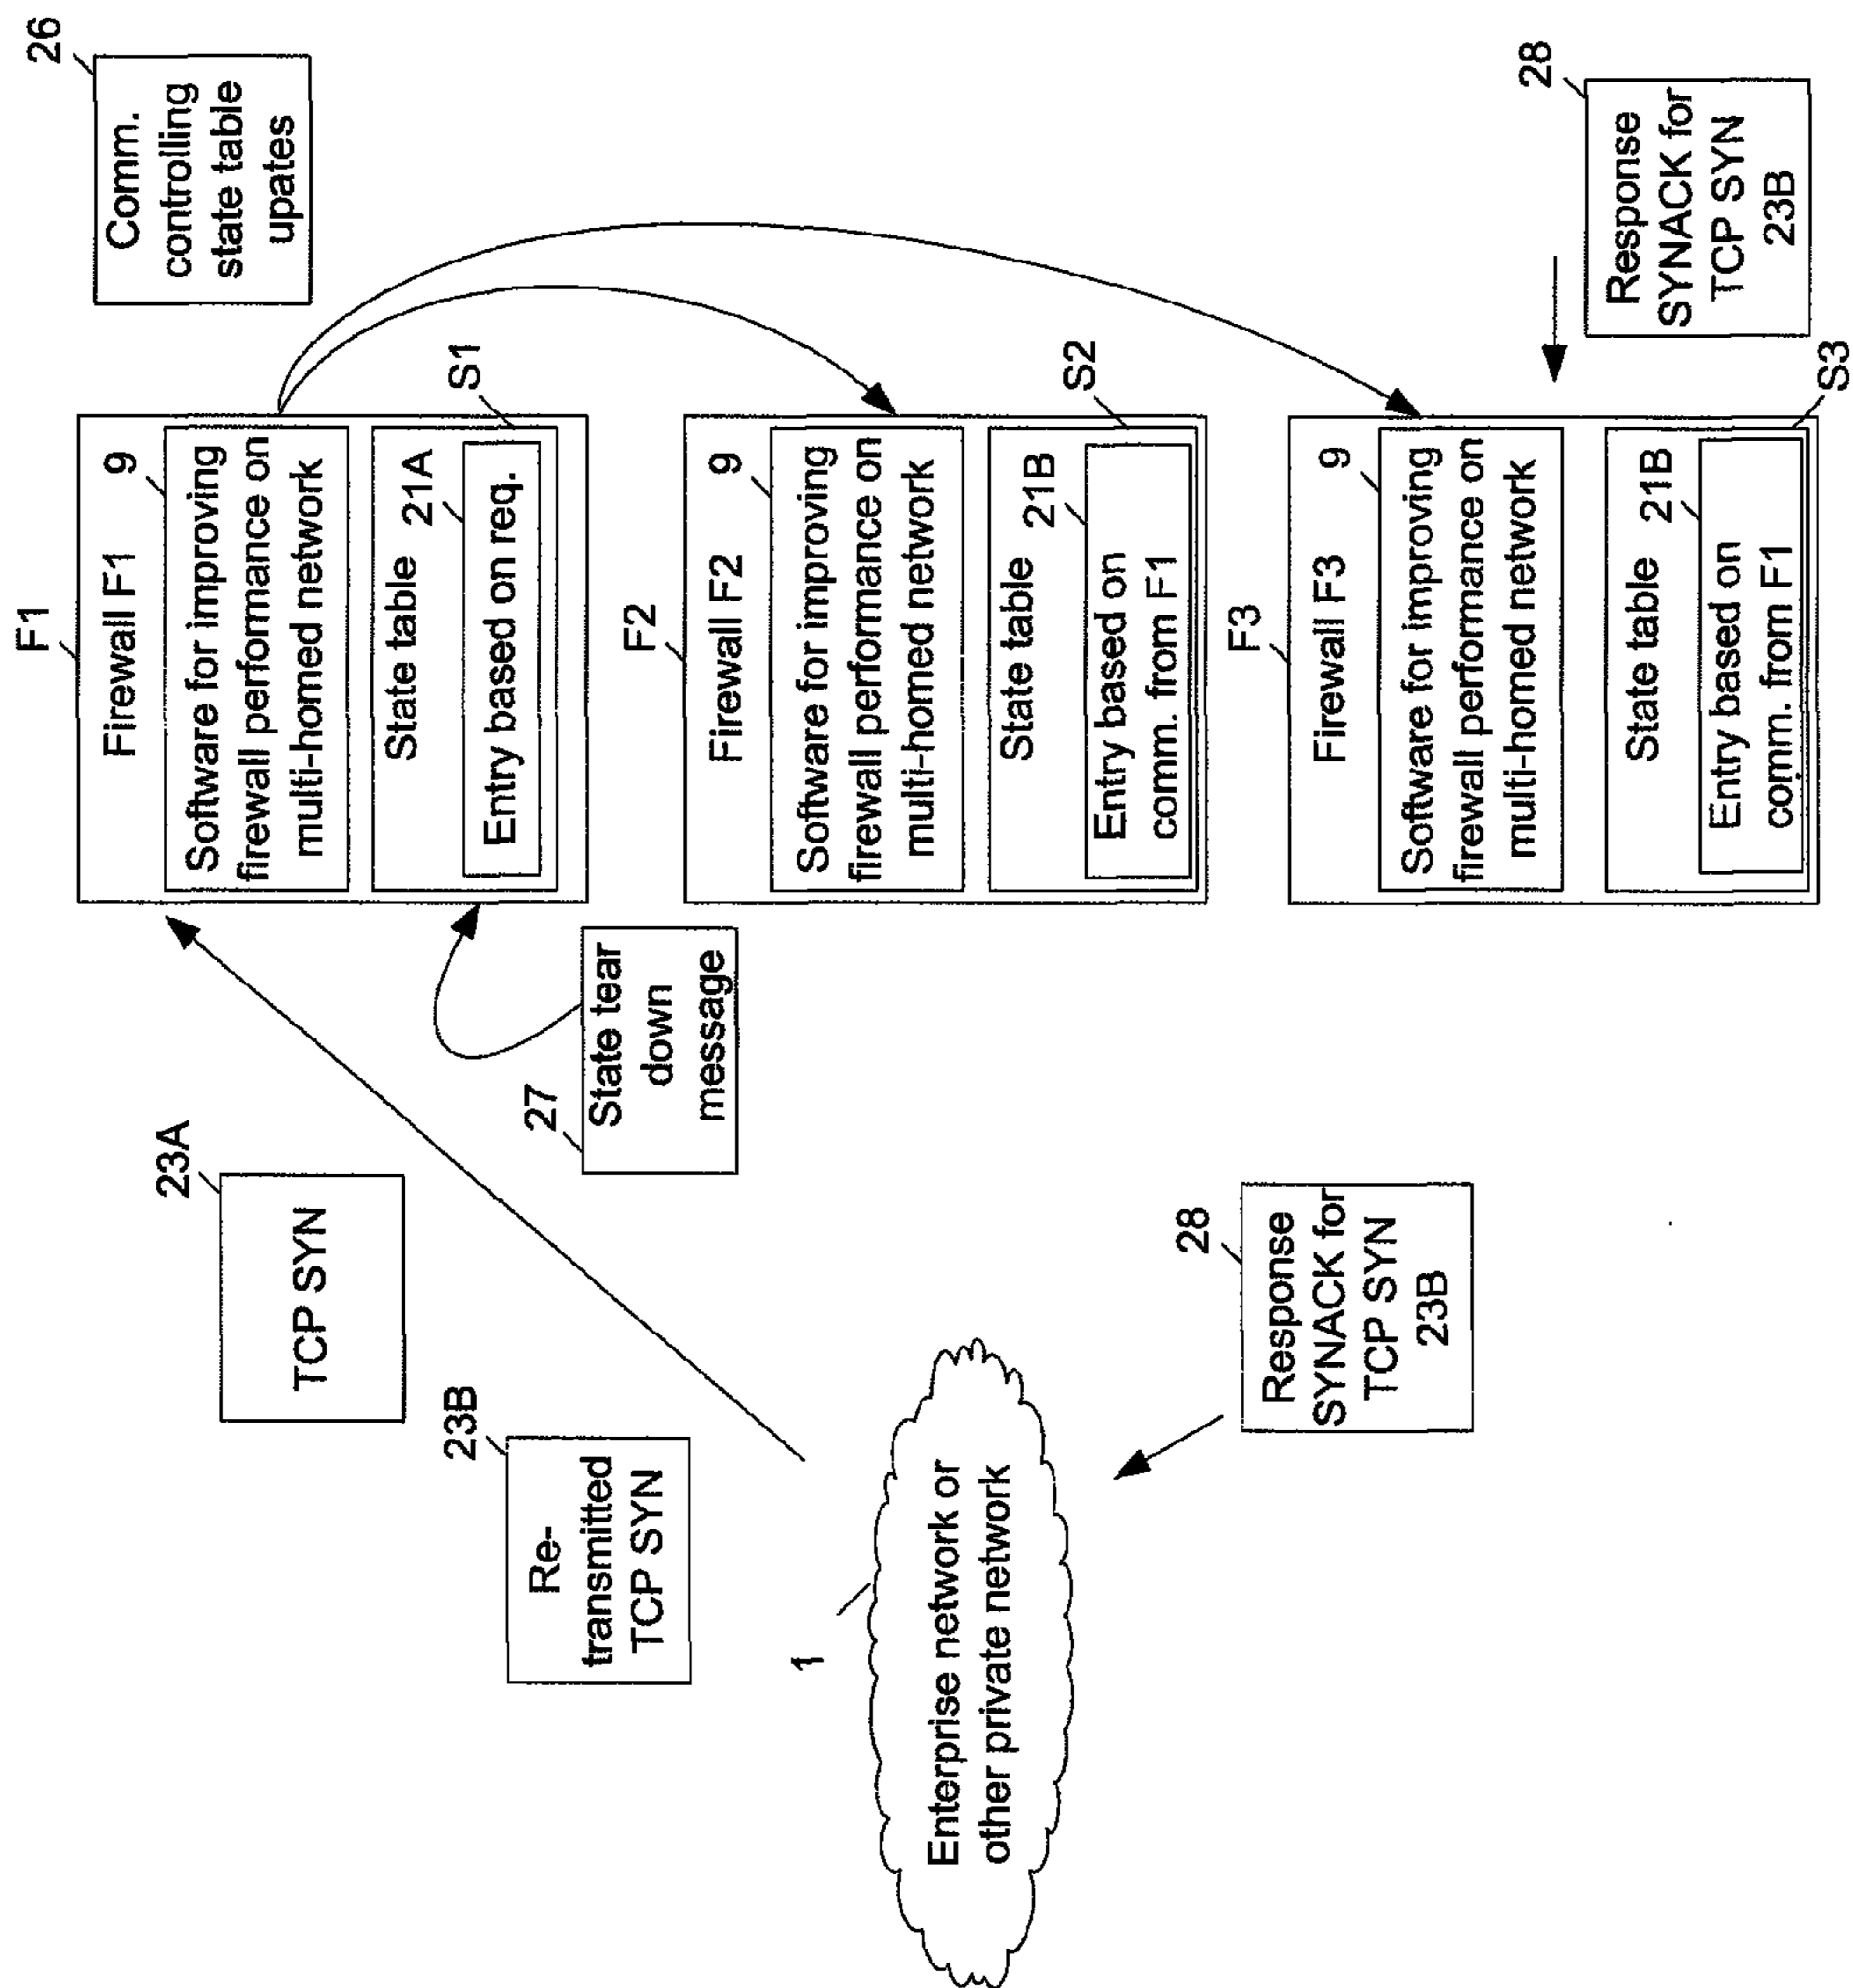 26
Comm.
controlling
state table
upates
F1
Firewall F1
9
Software for improving
firewall performance on
multi-homed network
State table
21A
S1
Entry based on req.
F2
Firewall F2
9
Software for improving
firewall performance on
multi-homed network
State table
21B
S2
Entry based on
comm. from F1
F3
Firewall F3
9
Software for improving
firewall performance on
multi-homed network
State table
21B
S3
Entry based on
comm. from F1
28
Response
SYNACK for
TCP SYN
23B
23A
TCP SYN
27
State tear
down
message
23B
Re-
transmitted
TCP SYN
28
Response
SYNACK for
TCP SYN
23B
1
Enterprise network or
other private network